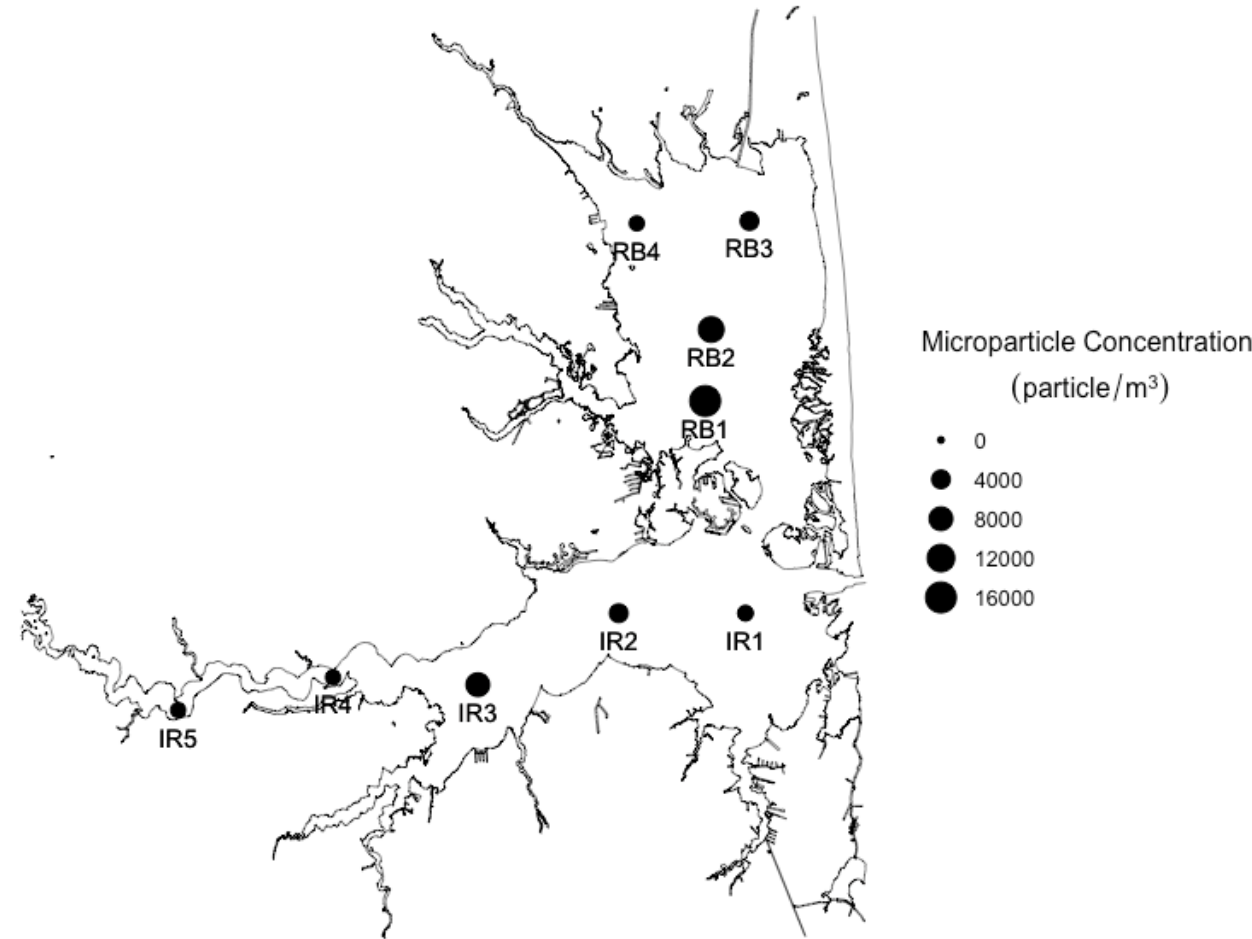 RB4
RB3
RB2
RB1
Microparticle Concentration
(particle/m³)
0
4000
8000
12000
16000
IR2
IR1
IR4
IR3
IR5